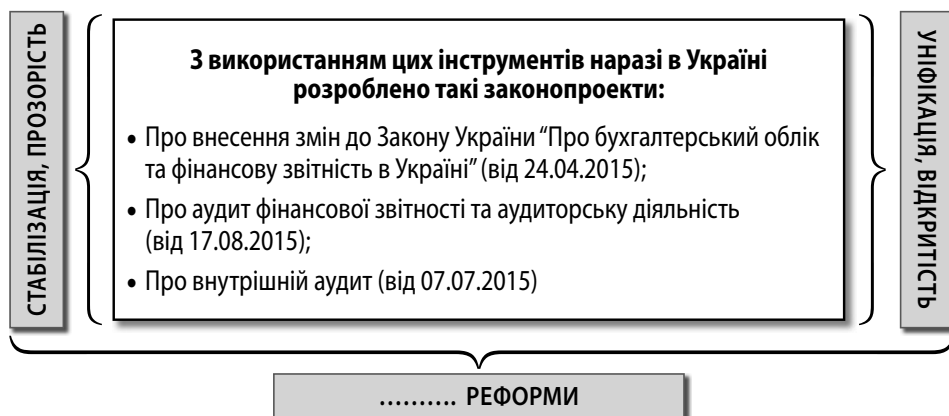 СТАБІЛІЗАЦІЯ, ПРОЗОРІСТЬ
З використанням цих інструментів наразі в Україні
розроблено такі законопроекти:
• Про внесення змін до Закону України “Про бухгалтерський облік
та фінансову звітність в Україні” (від 24.04.2015);
• Про аудит фінансової звітності та аудиторську діяльність
(від 17.08.2015);
• Про внутрішній аудит (від 07.07.2015)
УНІФІКАЦІЯ, ВІДКРИТІСТЬ
.......... РЕФОРМИ